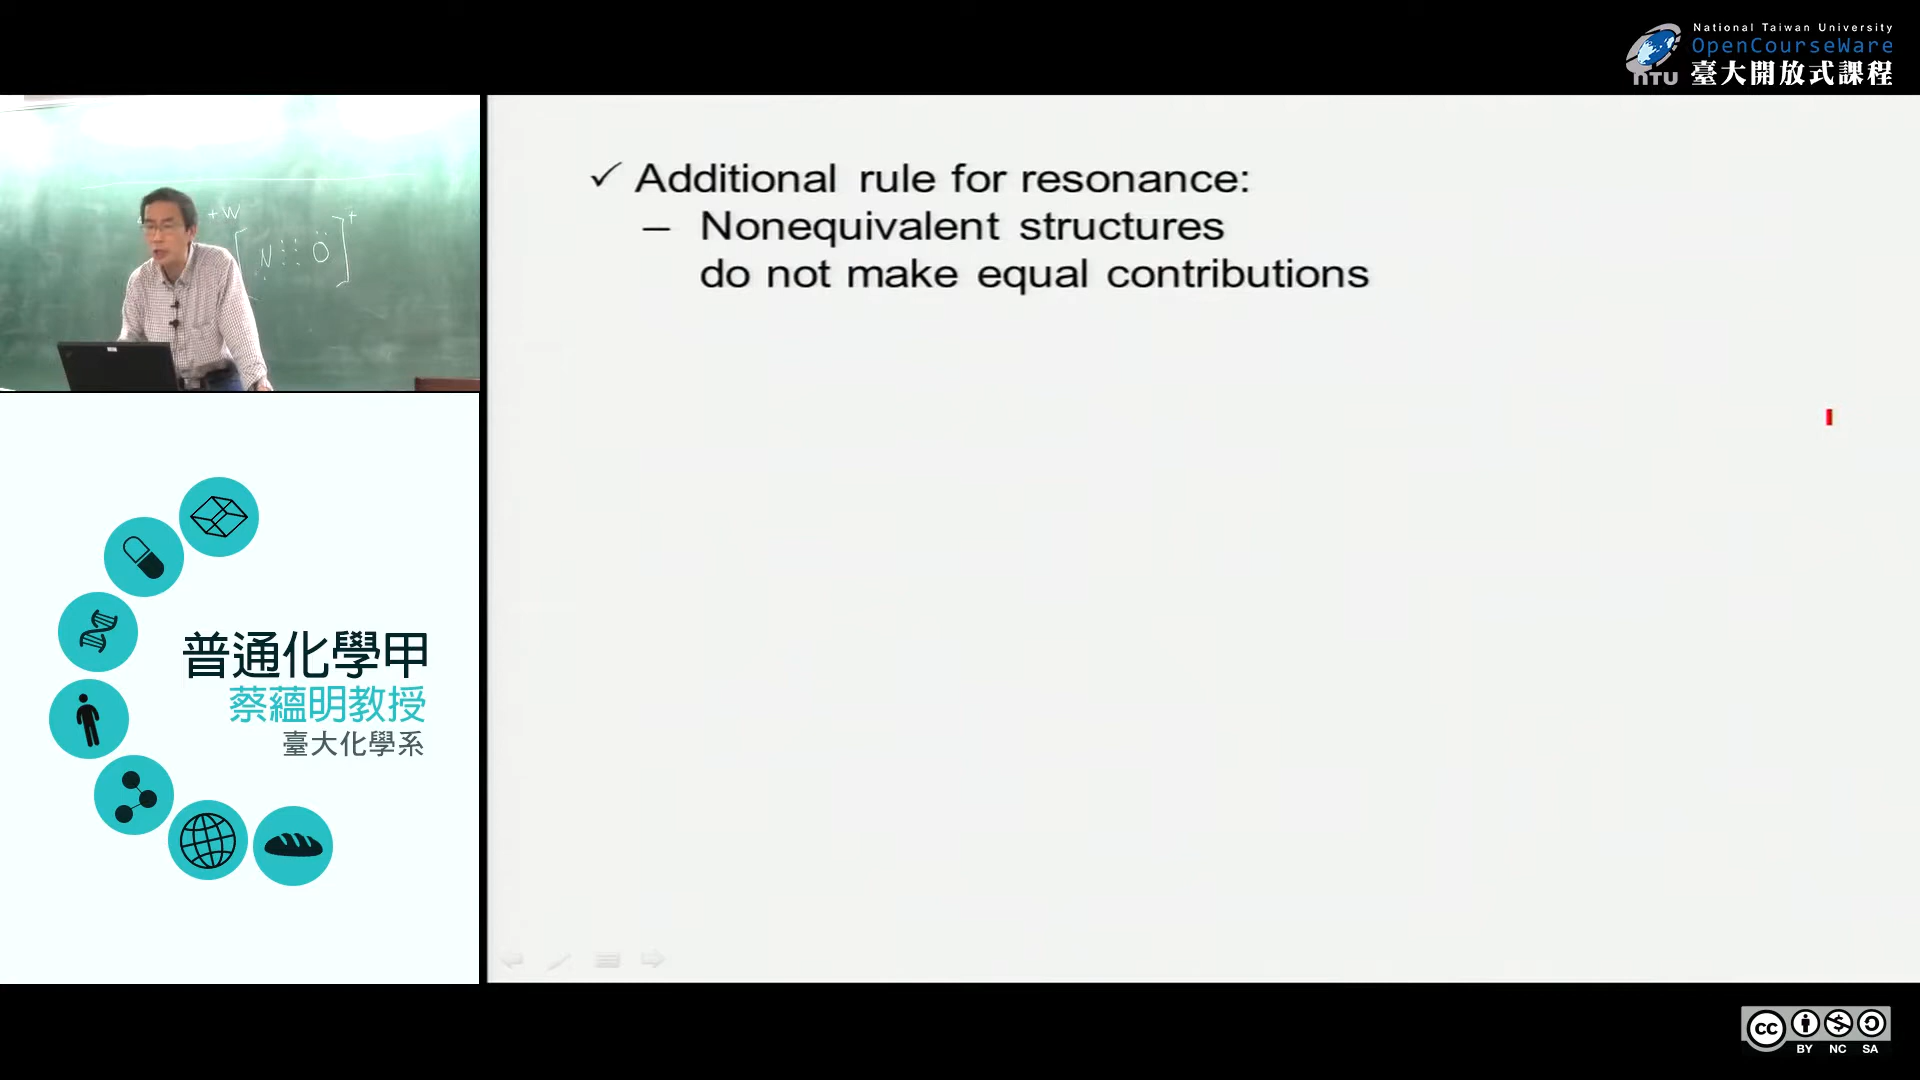 National Taiwan University
OpenCourseWare
NTU 臺大開放式課程
✓ Additional rule for resonance:
– Nonequivalent structures
do not make equal contributions
+W
[ N ⋮⋮ Ö ]+
普通化學甲
蔡蘊明教授
臺大化學系
cc
BY NC SA